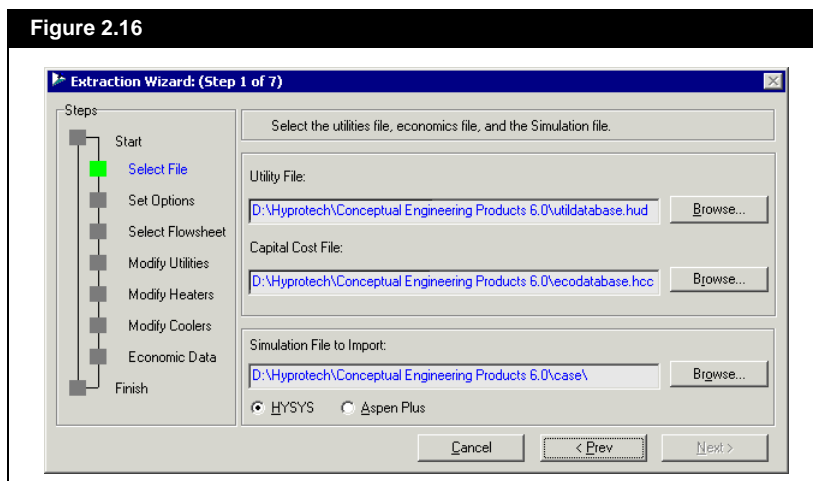 Figure 2.16
Extraction Wizard: (Step 1 of 7)
Steps
Start
Select File
Set Options
Select Flowsheet
Modify Utilities
Modify Heaters
Modify Coolers
Economic Data
Finish
Select the utilities file, economics file, and the Simulation file.
Utility File:
D:\Hyprotech\Conceptual Engineering Products 6.0\utildatabase.hud
Browse...
Capital Cost File:
D:\Hyprotech\Conceptual Engineering Products 6.0\ecodatabase.hcc
Browse...
Simulation File to Import:
D:\Hyprotech\Conceptual Engineering Products 6.0\case\
Browse...
HYSYS Aspen Plus
Cancel < Prev Next >